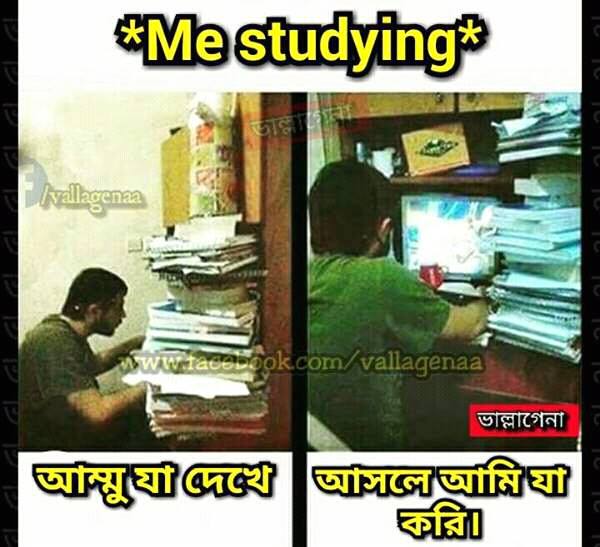 *Me studying*
ভাল্লাগেনা
/vallagenaa
www.facebook.com/vallagenaa
ভাল্লাগেনা
আম্মু যা দেখে
আসলে আমি যা
করি।